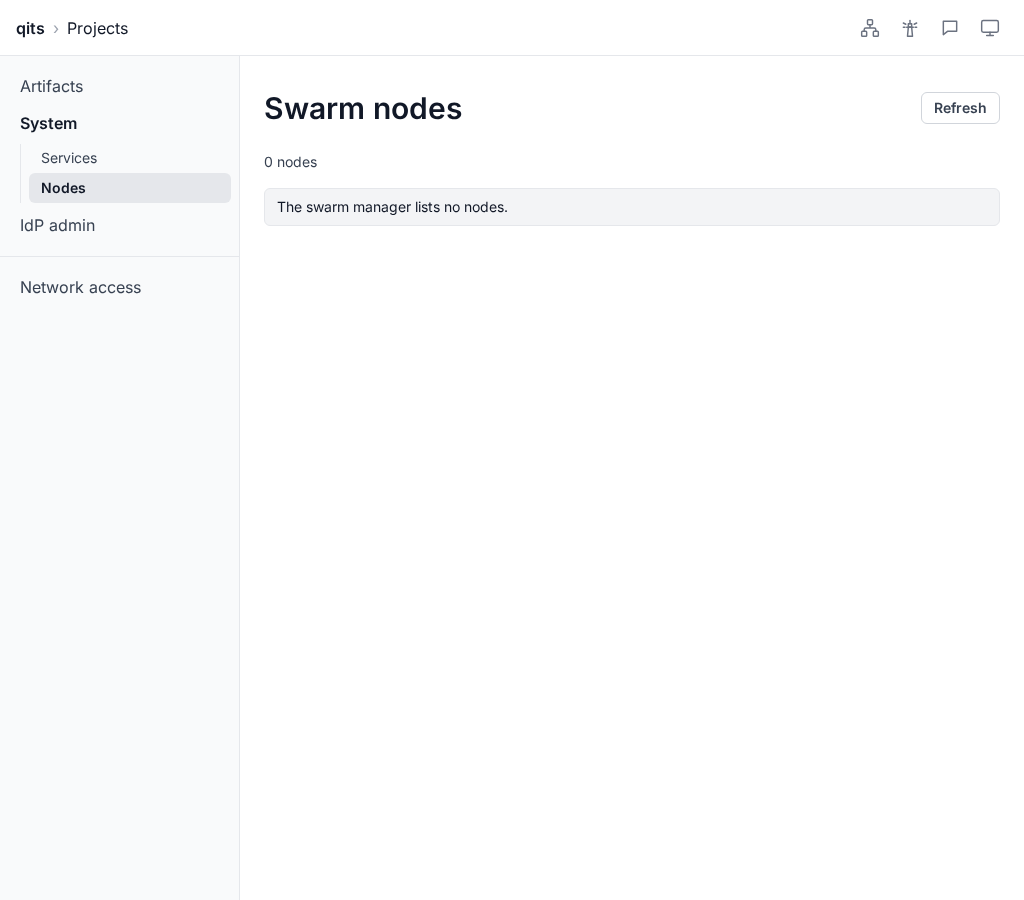 qits › Projects
Artifacts
System
Services
Nodes
IdP admin
Network access
Swarm nodes
Refresh
0 nodes
The swarm manager lists no nodes.